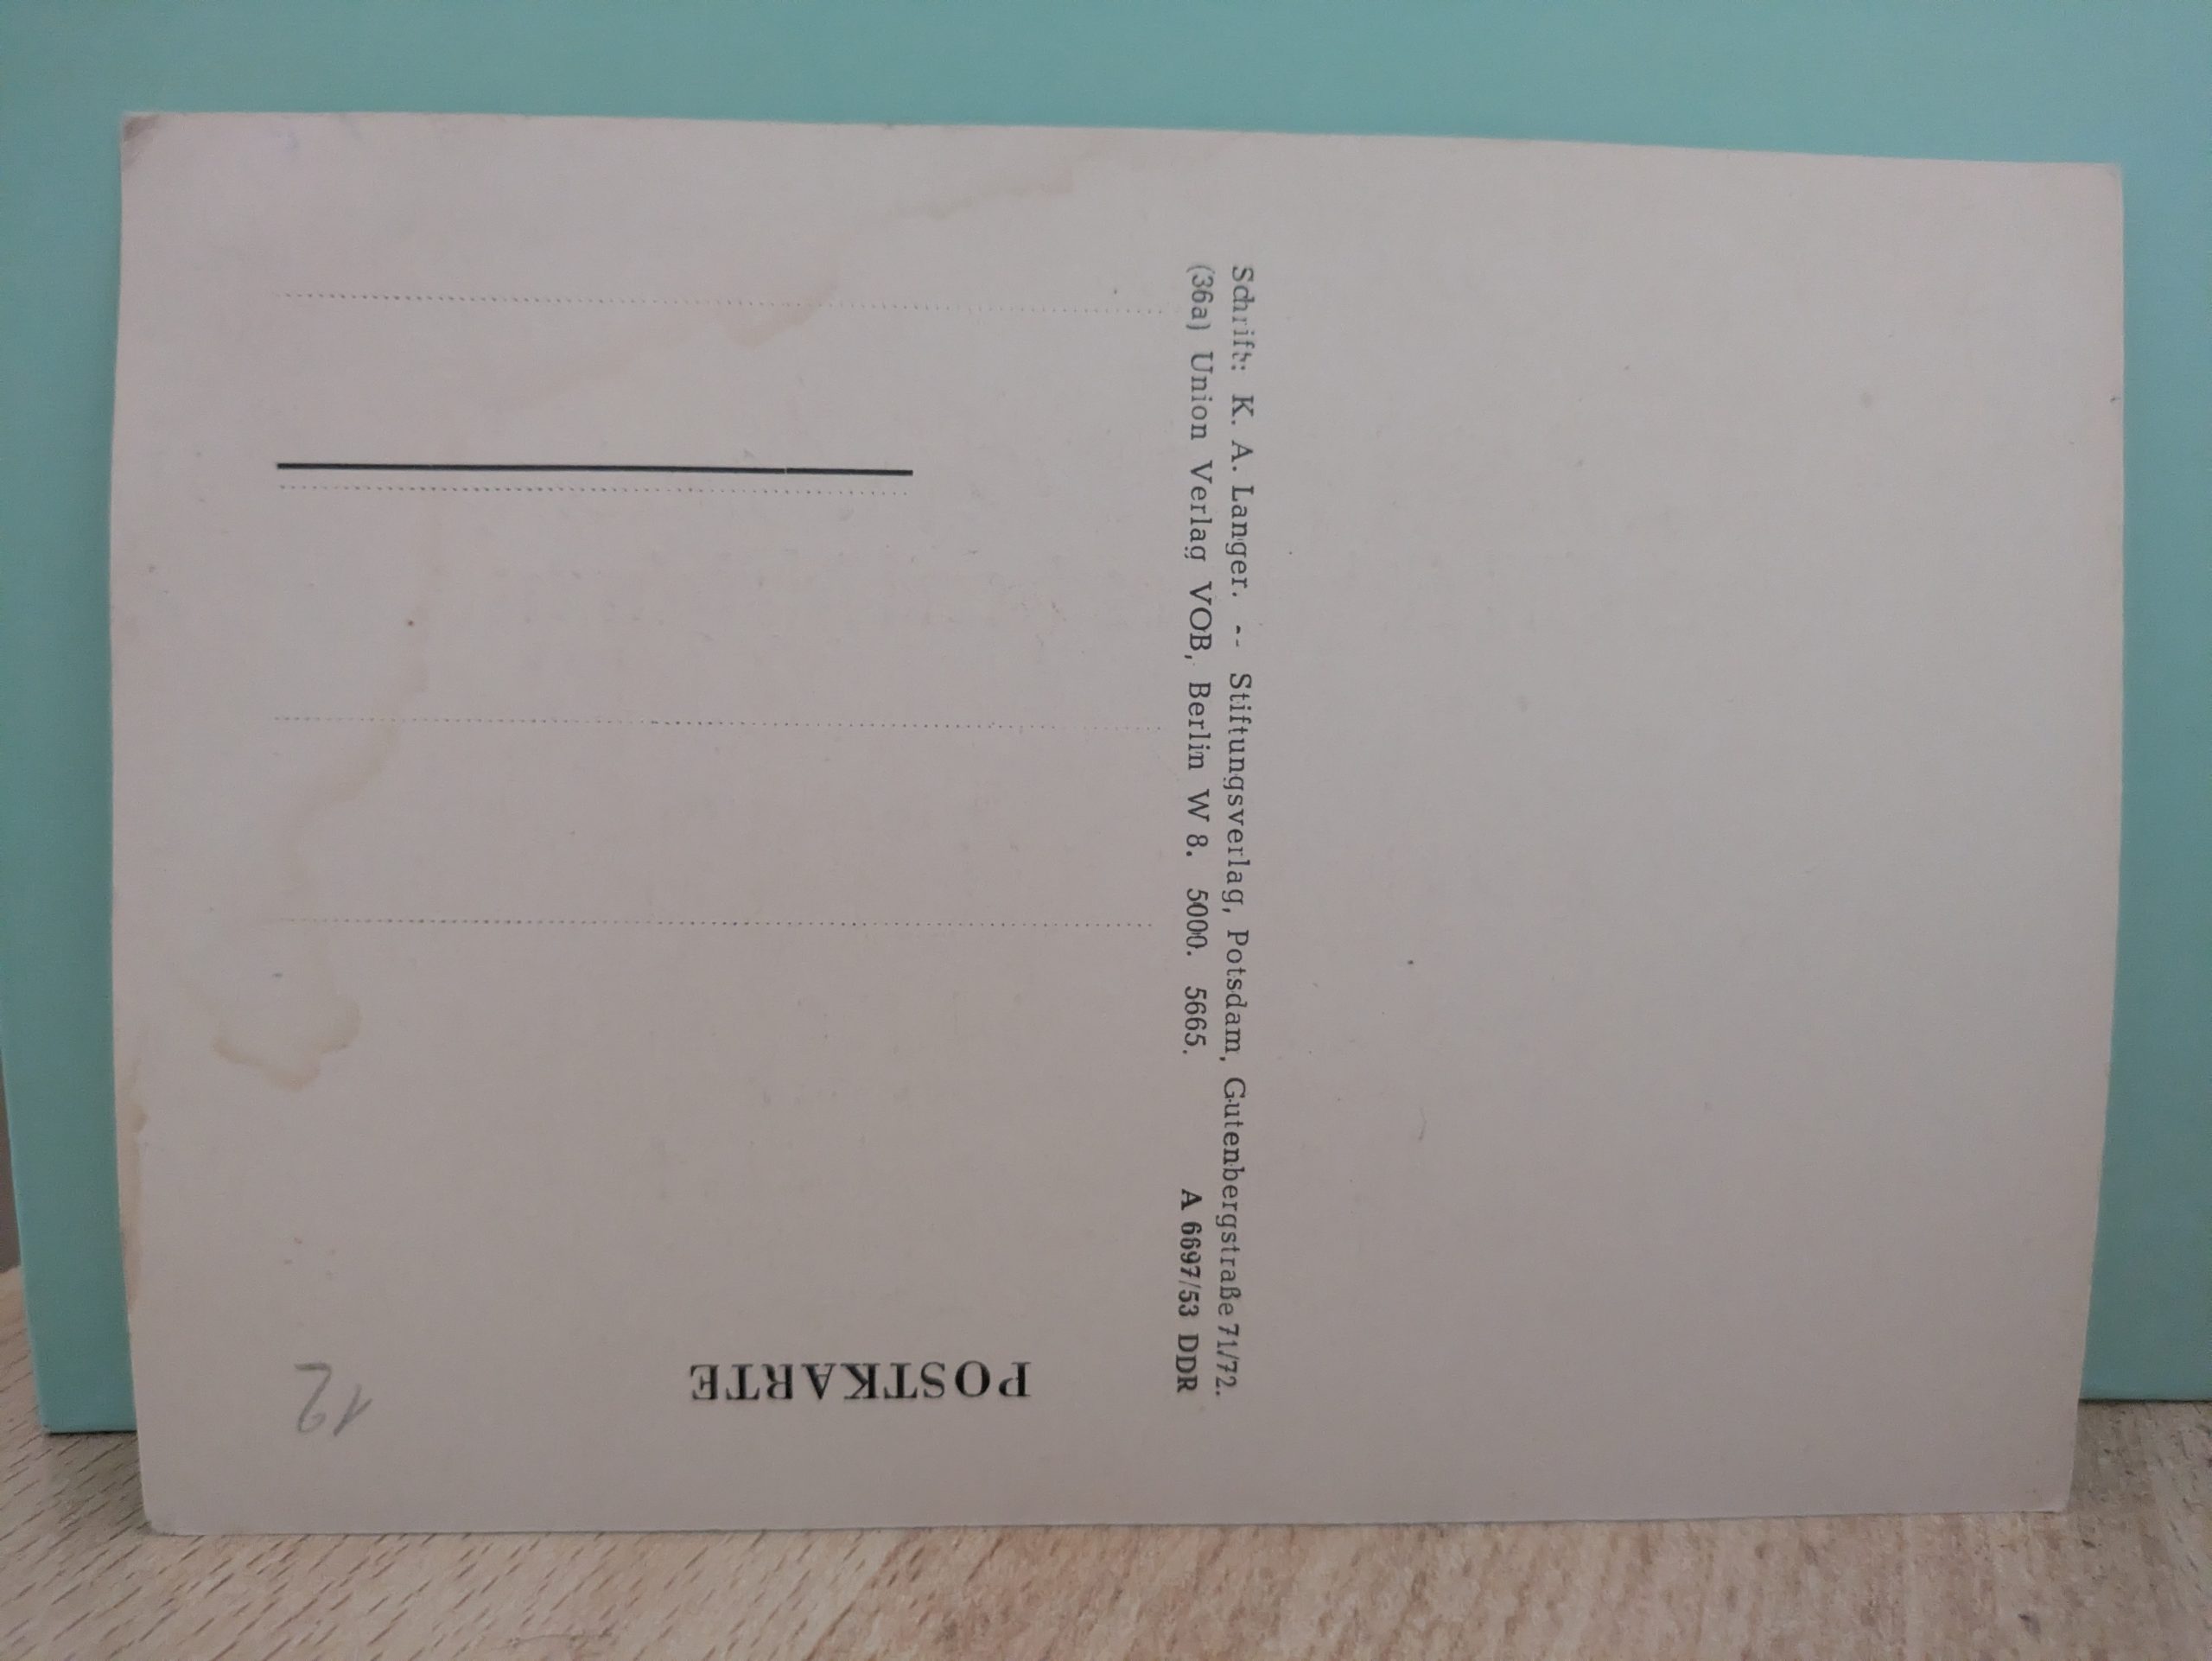 POSTKARTE
12
Schrift: K. A. Langer. -- Stiftungsverlag, Potsdam, Gutenbergstraße 71/72.
(36a) Union Verlag VOB, Berlin W 8. 5000. 5665. A 6697/53 DDR